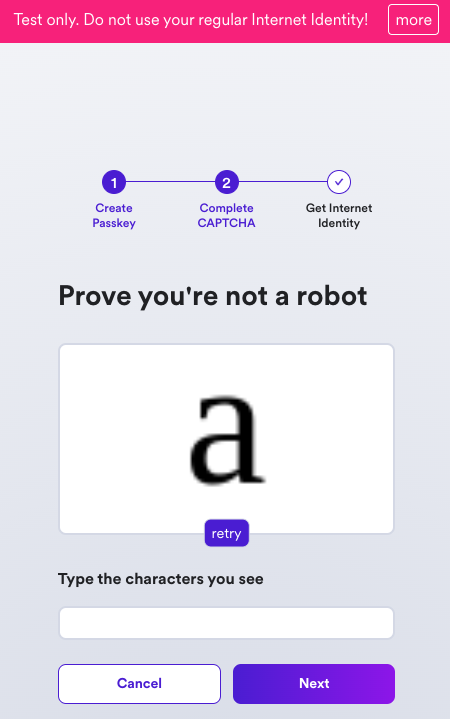 Test only. Do not use your regular Internet Identity!
more
1
2
Create
Passkey
Complete
CAPTCHA
Get Internet
Identity
Prove you're not a robot
a
retry
Type the characters you see
Cancel
Next